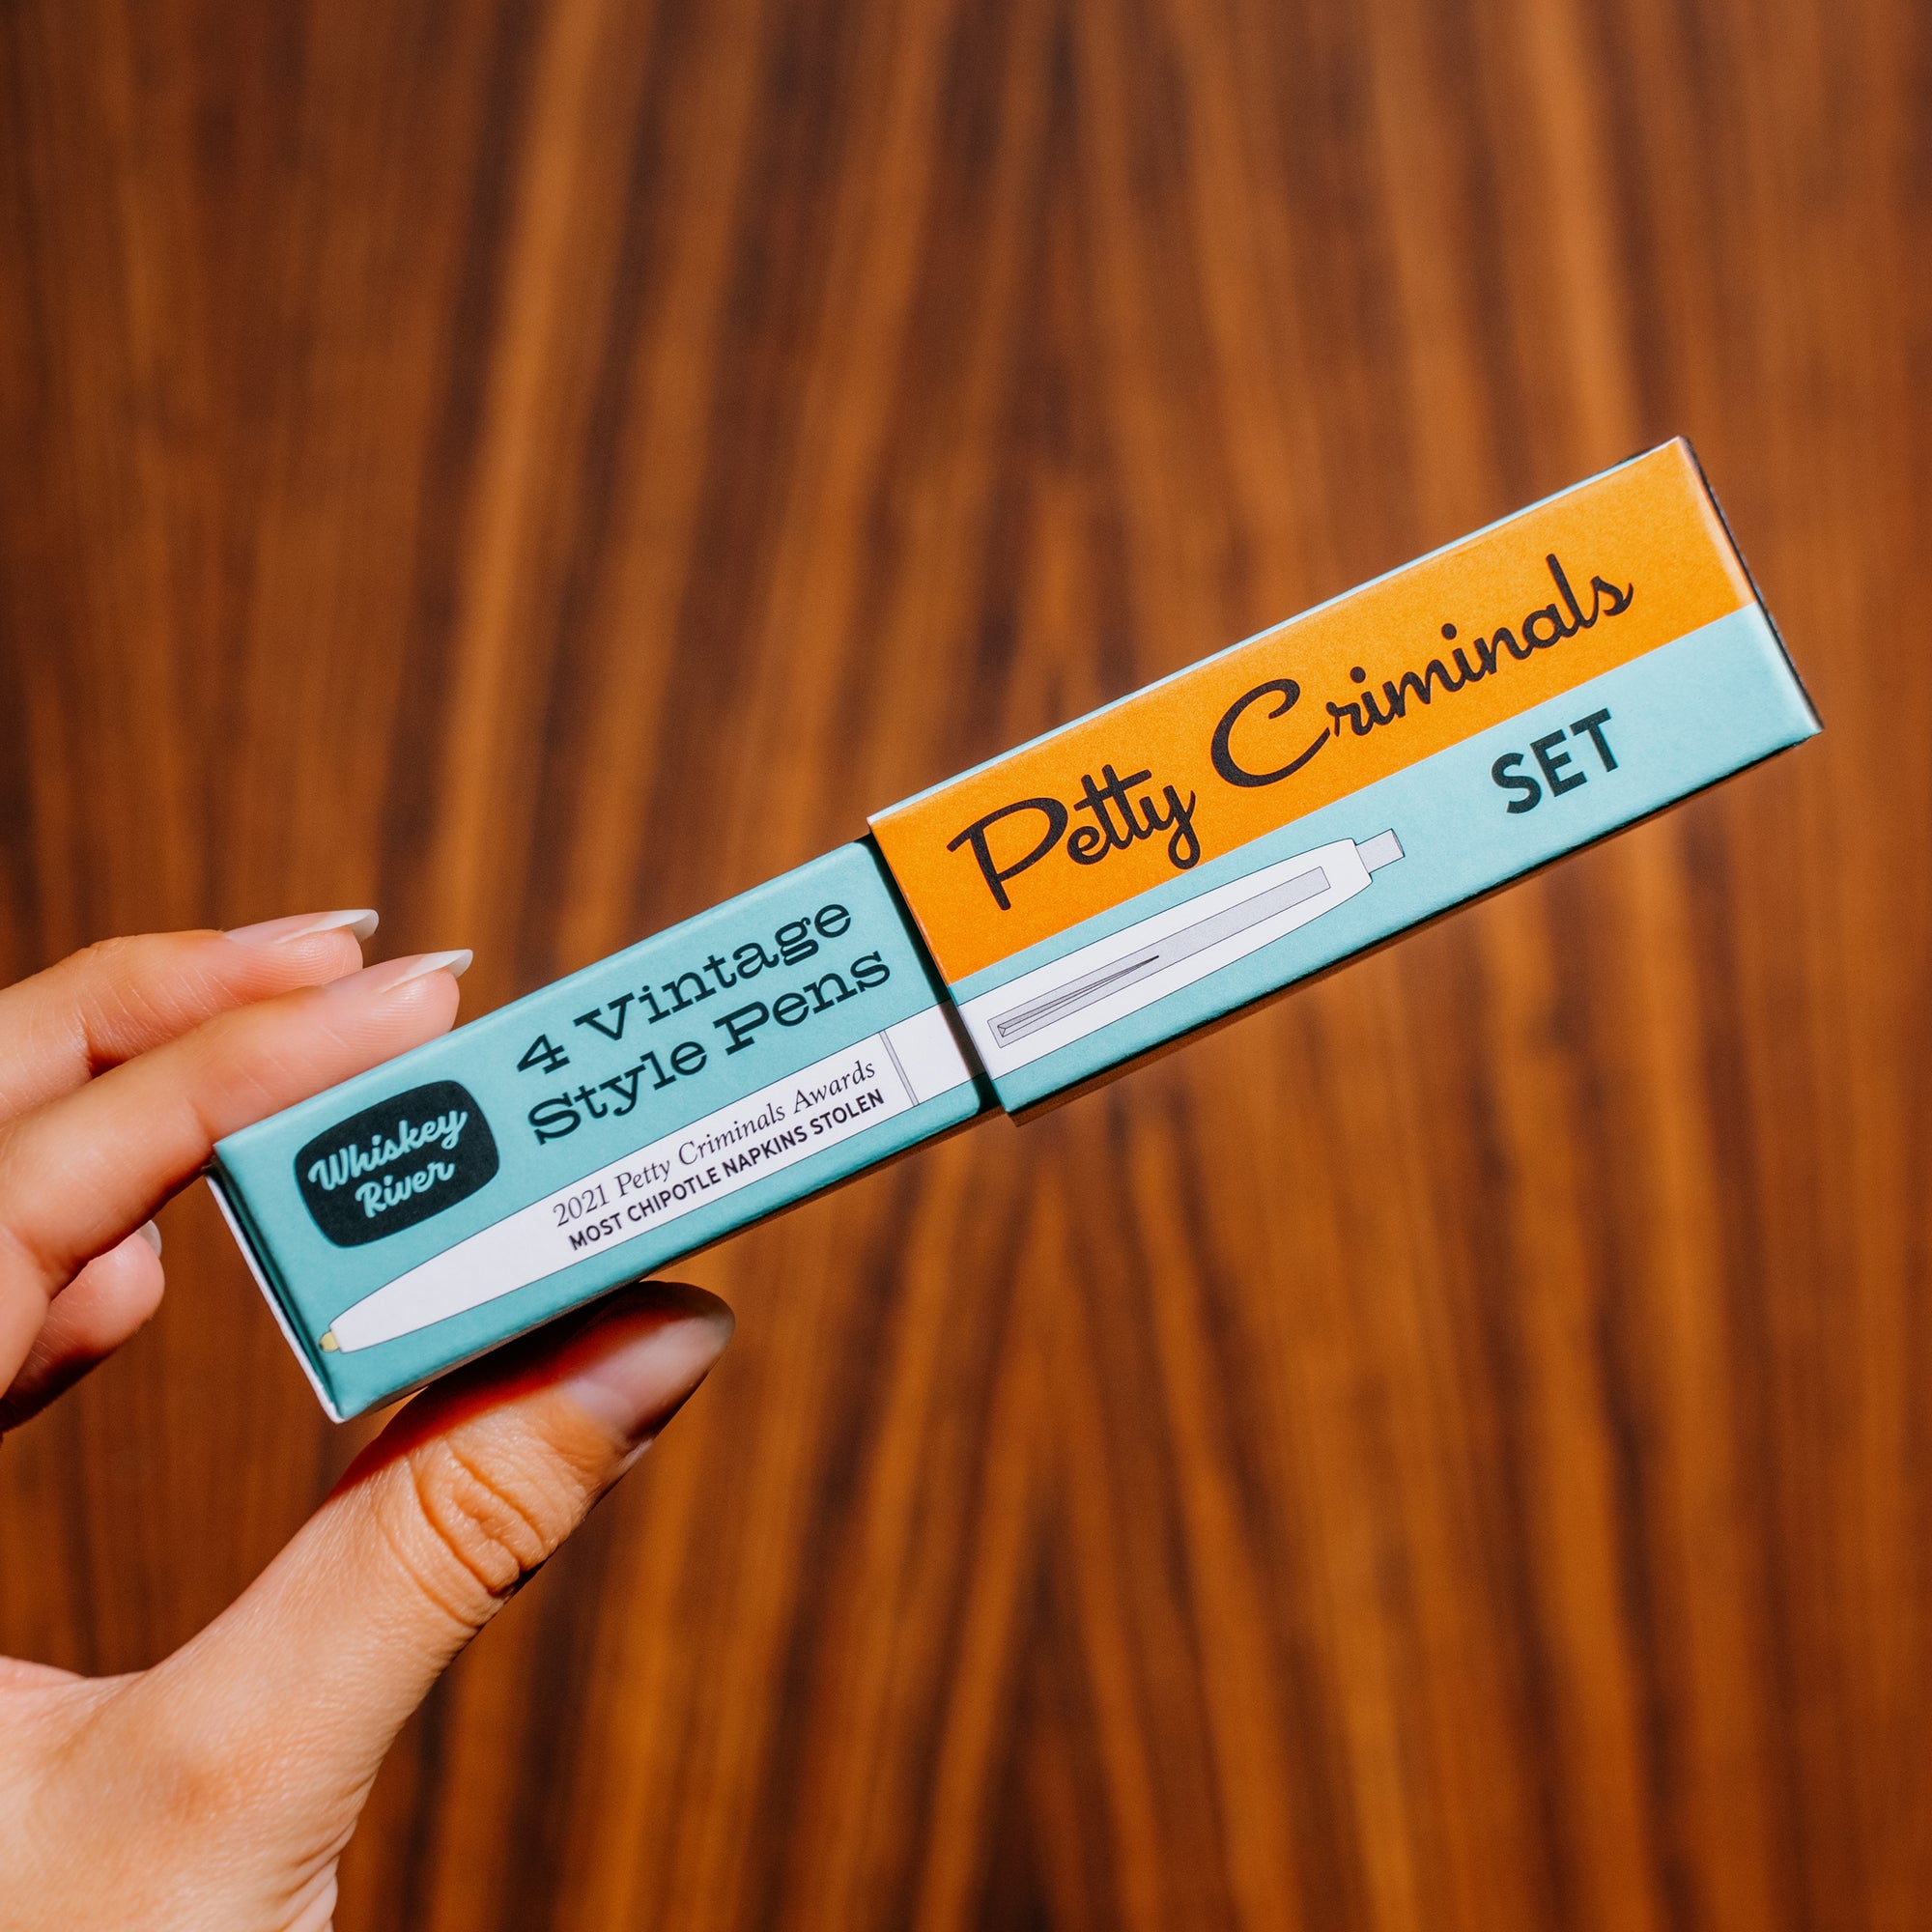 Petty Criminals
SET
4 Vintage
Style Pens
Whiskey
River
2021 Petty Criminals Awards
MOST CHIPOTLE NAPKINS STOLEN